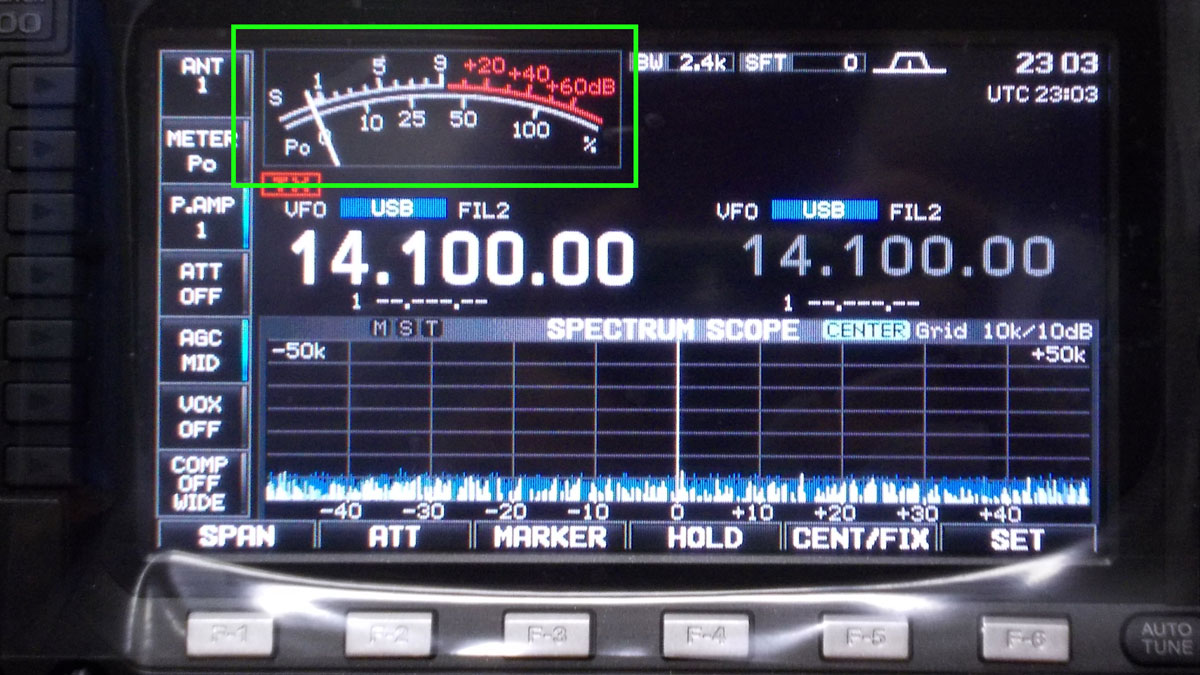 00
ANT
1
METER
Po
P.AMP
1
ATT
OFF
AGC
MID
VOX
OFF
COMP
OFF
WIDE
S 1 5 9 +20 +40 +60dB
Po 0 10 25 50 100 %
BW 2.4k SFT 0
23 03
UTC 23:03
TX
VFO USB FIL2
14.100.00
1 --.---.--
VFO USB FIL2
14.100.00
1 --.---.--
M S T SPECTRUM SCOPE CENTER Grid 10k/10dB
-50k +50k
-40 -30 -20 -10 0 +10 +20 +30 +40
SPAN ATT MARKER HOLD CENT/FIX SET
F-1 F-2 F-3 F-4 F-5 F-6
AUTO
TUNE